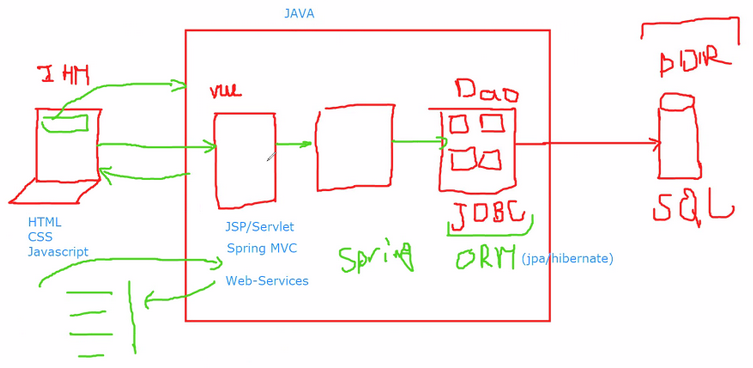 JAVA
IHM
vue
Dao
SQL
HTML
CSS
Javascript
JSP/Servlet
Spring MVC
Web-Services
Spring
JDBC
ORM (jpa/hibernate)